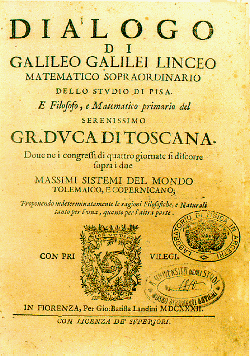 DIALOGO
DI
GALILEO GALILEI LINCEO
MATEMATICO SOPRAORDINARIO
DELLO STVDIO DI PISA.
E Filosofo, e Matematico primario del
SERENISSIMO
GR.DVCA DI TOSCANA.
Doue ne i congressi di quattro giornate si discorre
sopra i due
MASSIMI SISTEMI DEL MONDO
TOLEMAICO, E COPERNICANO;
Proponendo indeterminatamente le ragioni Filosofiche, e Naturali
tanto per l'vna, quanto per l'altra parte.
CON PRI VILEGI.
IN FIORENZA, Per Gio: Batista Landini MDCXXXII.
CON LICENZA DE' SVPERIORI.